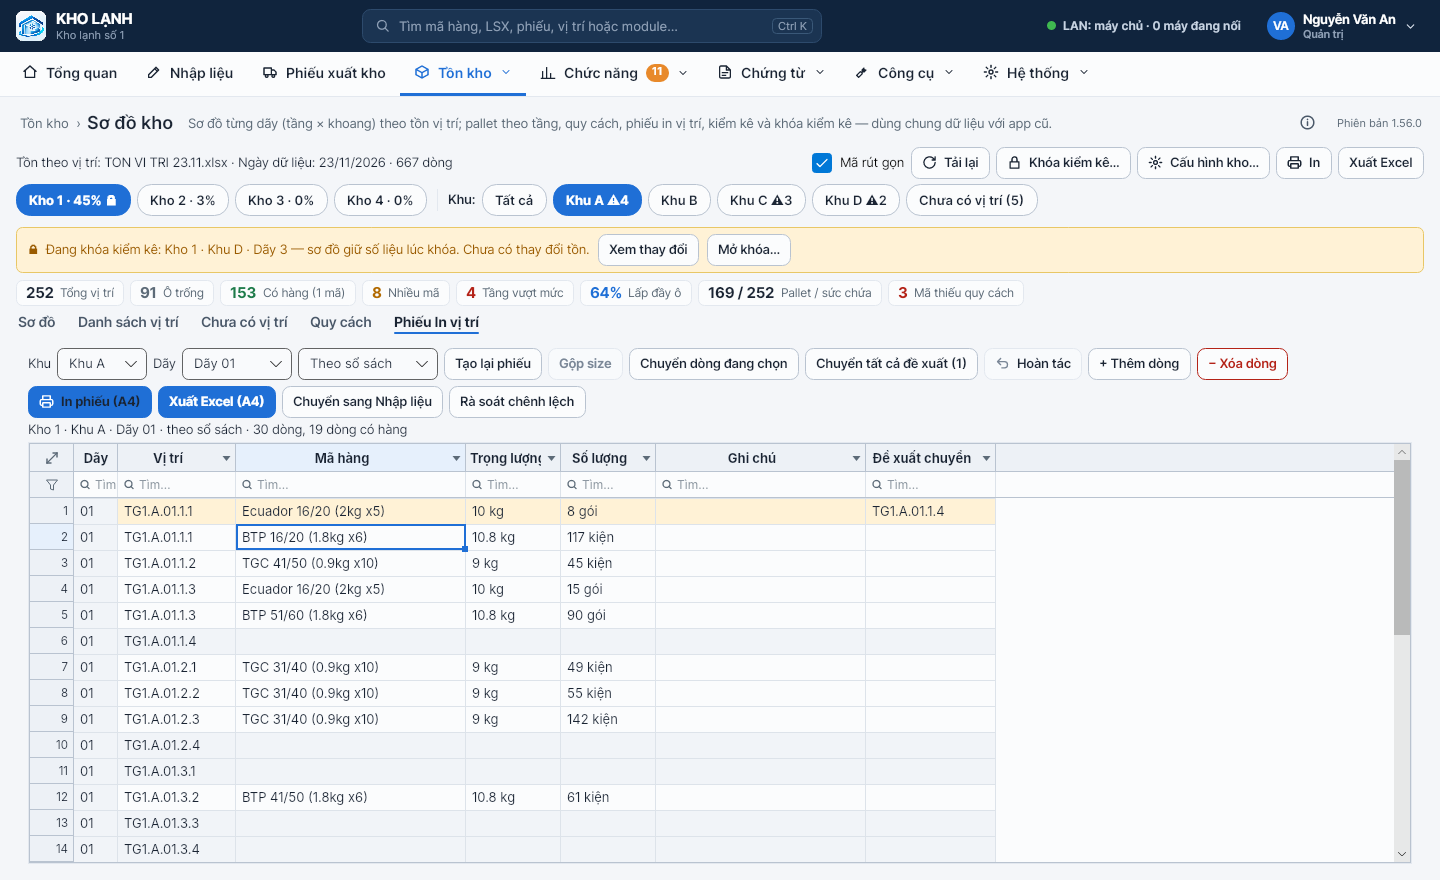 KHO LẠNH
Kho lạnh số 1
Tìm mã hàng, LSX, phiếu, vị trí hoặc module... Ctrl K
LAN: máy chủ · 0 máy đang nối
VA Nguyễn Văn An
Quản trị
Tổng quan Nhập liệu Phiếu xuất kho Tồn kho Chức năng 11 Chứng từ Công cụ Hệ thống
Tồn kho › Sơ đồ kho Sơ đồ từng dãy (tầng × khoang) theo tồn vị trí; pallet theo tầng, quy cách, phiếu in vị trí, kiểm kê và khóa kiểm kê — dùng chung dữ liệu với app cũ. Phiên bản 1.56.0
Tồn theo vị trí: TON VI TRI 23.11.xlsx · Ngày dữ liệu: 23/11/2026 · 667 dòng Mã rút gọn Tải lại Khóa kiểm kê... Cấu hình kho... In Xuất Excel
Kho 1 · 45% Kho 2 · 3% Kho 3 · 0% Kho 4 · 0% Khu: Tất cả Khu A ⚠4 Khu B Khu C ⚠3 Khu D ⚠2 Chưa có vị trí (5)
Đang khóa kiểm kê: Kho 1 · Khu D · Dãy 3 — sơ đồ giữ số liệu lúc khóa. Chưa có thay đổi tồn. Xem thay đổi Mở khóa...
252 Tổng vị trí 91 Ô trống 153 Có hàng (1 mã) 8 Nhiều mã 4 Tầng vượt mức 64% Lấp đầy ô 169 / 252 Pallet / sức chứa 3 Mã thiếu quy cách
Sơ đồ Danh sách vị trí Chưa có vị trí Quy cách Phiếu In vị trí
Khu Khu A Dãy Dãy 01 Theo sổ sách Tạo lại phiếu Gộp size Chuyển dòng đang chọn Chuyển tất cả đề xuất (1) Hoàn tác + Thêm dòng − Xóa dòng
In phiếu (A4) Xuất Excel (A4) Chuyển sang Nhập liệu Rà soát chênh lệch
Kho 1 · Khu A · Dãy 01 · theo sổ sách · 30 dòng, 19 dòng có hàng
Dãy Vị trí Mã hàng Trọng lượng Số lượng Ghi chú Đề xuất chuyển
Tìm Tìm... Tìm... Tìm... Tìm... Tìm... Tìm...
1 01 TG1.A.01.1.1 Ecuador 16/20 (2kg x5) 10 kg 8 gói TG1.A.01.1.4
2 01 TG1.A.01.1.1 BTP 16/20 (1.8kg x6) 10.8 kg 117 kiện
3 01 TG1.A.01.1.2 TGC 41/50 (0.9kg x10) 9 kg 45 kiện
4 01 TG1.A.01.1.3 Ecuador 16/20 (2kg x5) 10 kg 15 gói
5 01 TG1.A.01.1.3 BTP 51/60 (1.8kg x6) 10.8 kg 90 gói
6 01 TG1.A.01.1.4
7 01 TG1.A.01.2.1 TGC 31/40 (0.9kg x10) 9 kg 49 kiện
8 01 TG1.A.01.2.2 TGC 31/40 (0.9kg x10) 9 kg 55 kiện
9 01 TG1.A.01.2.3 TGC 31/40 (0.9kg x10) 9 kg 142 kiện
10 01 TG1.A.01.2.4
11 01 TG1.A.01.3.1
12 01 TG1.A.01.3.2 BTP 41/50 (1.8kg x6) 10.8 kg 61 kiện
13 01 TG1.A.01.3.3
14 01 TG1.A.01.3.4